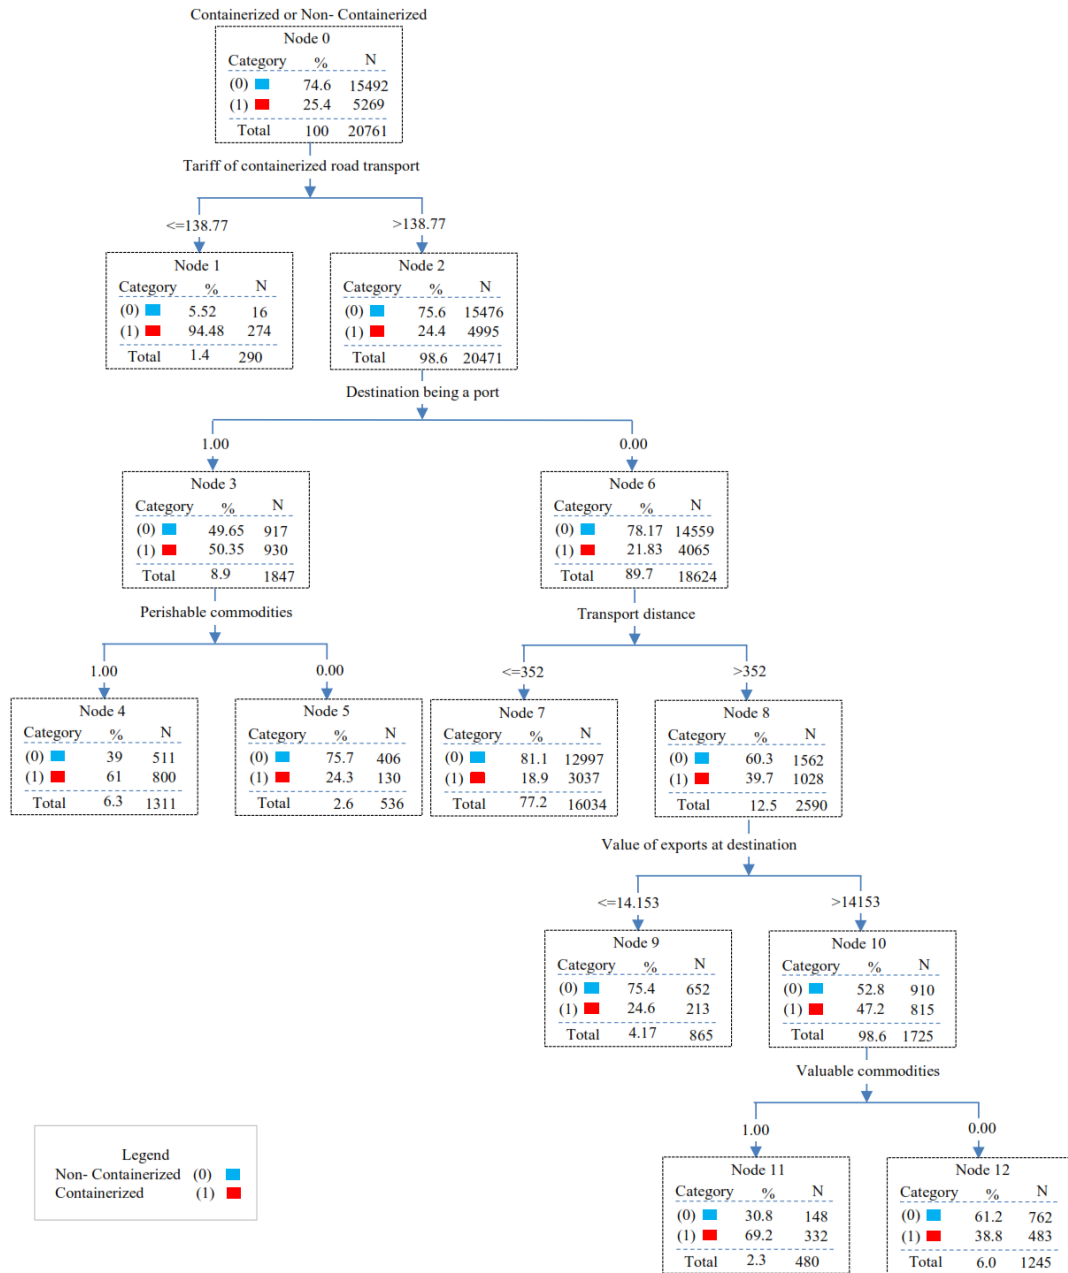 Containerized or Non- Containerized
Node 0
Category % N
(0) 74.6 15492
(1) 25.4 5269
Total 100 20761
Tariff of containerized road transport
<=138.77 >138.77
Node 1
Category % N
(0) 5.52 16
(1) 94.48 274
Total 1.4 290
Node 2
Category % N
(0) 75.6 15476
(1) 24.4 4995
Total 98.6 20471
Destination being a port
1.00 0.00
Node 3
Category % N
(0) 49.65 917
(1) 50.35 930
Total 8.9 1847
Node 6
Category % N
(0) 78.17 14559
(1) 21.83 4065
Total 89.7 18624
Perishable commodities
1.00 0.00
Transport distance
<=352 >352
Node 4
Category % N
(0) 39 511
(1) 61 800
Total 6.3 1311
Node 5
Category % N
(0) 75.7 406
(1) 24.3 130
Total 2.6 536
Node 7
Category % N
(0) 81.1 12997
(1) 18.9 3037
Total 77.2 16034
Node 8
Category % N
(0) 60.3 1562
(1) 39.7 1028
Total 12.5 2590
Value of exports at destination
<=14.153 >14153
Node 9
Category % N
(0) 75.4 652
(1) 24.6 213
Total 4.17 865
Node 10
Category % N
(0) 52.8 910
(1) 47.2 815
Total 98.6 1725
Valuable commodities
1.00 0.00
Node 11
Category % N
(0) 30.8 148
(1) 69.2 332
Total 2.3 480
Node 12
Category % N
(0) 61.2 762
(1) 38.8 483
Total 6.0 1245
Legend
Non- Containerized (0)
Containerized (1)